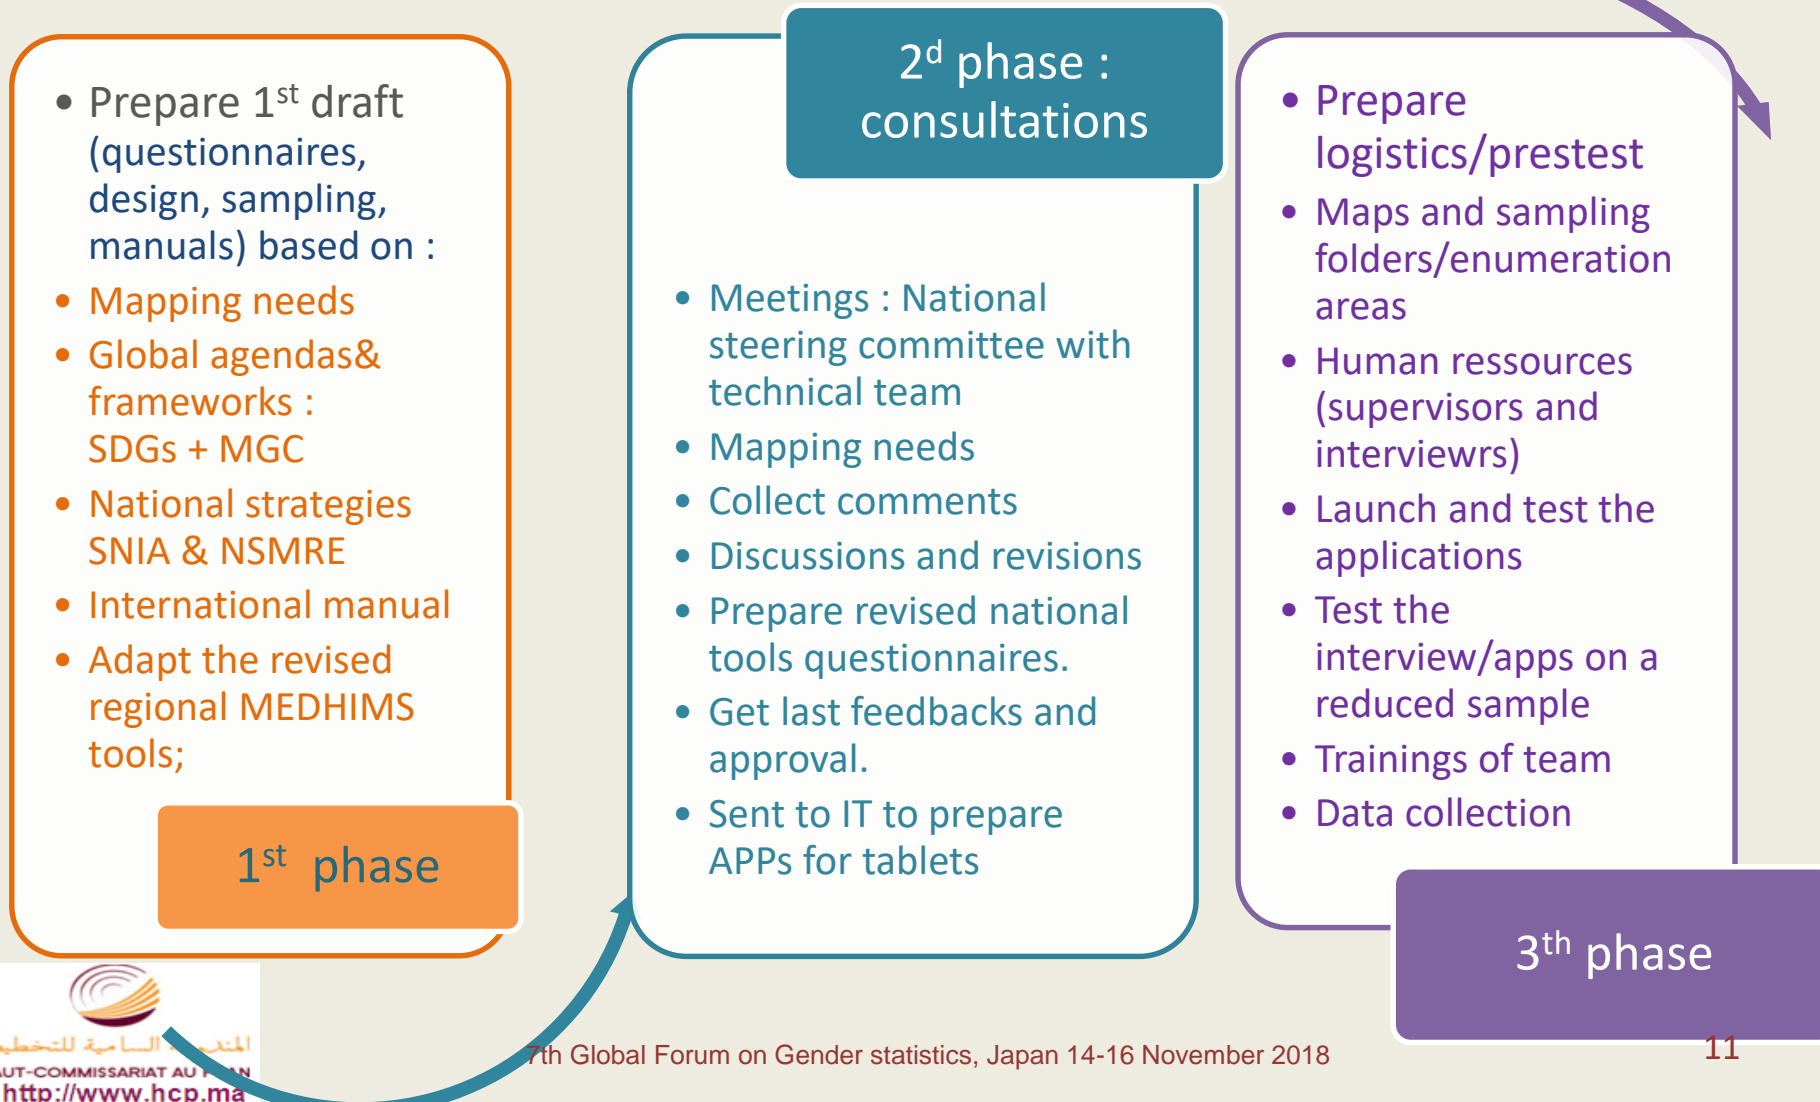 • Prepare 1st draft
(questionnaires,
design, sampling,
manuals) based on :
• Mapping needs
• Global agendas&
frameworks :
SDGs + MGC
• National strategies
SNIA & NSMRE
• International manual
• Adapt the revised
regional MEDHIMS
tools;
1st phase
2d phase :
consultations
• Meetings : National
steering committee with
technical team
• Mapping needs
• Collect comments
• Discussions and revisions
• Prepare revised national
tools questionnaires.
• Get last feedbacks and
approval.
• Sent to IT to prepare
APPs for tablets
• Prepare
logistics/prestest
• Maps and sampling
folders/enumeration
areas
• Human ressources
(supervisors and
interviewrs)
• Launch and test the
applications
• Test the
interview/apps on a
reduced sample
• Trainings of team
• Data collection
3th phase
السامية للتخطيط
COMMISSARIAT AU
http://www.hcp.ma
7th Global Forum on Gender statistics, Japan 14-16 November 2018
11